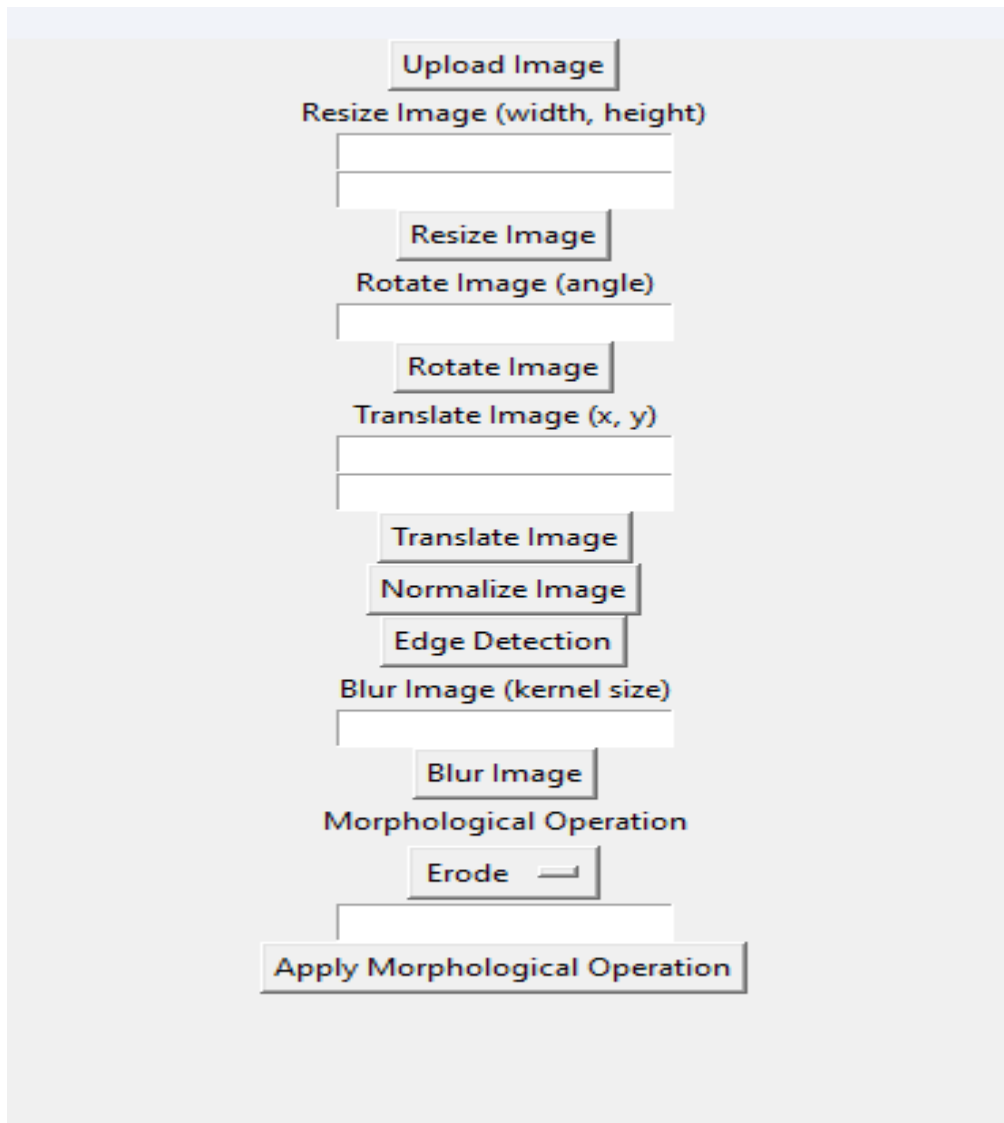 Upload Image
Resize Image (width, height)
Resize Image
Rotate Image (angle)
Rotate Image
Translate Image (x, y)
Translate Image
Normalize Image
Edge Detection
Blur Image (kernel size)
Blur Image
Morphological Operation
Erode
Apply Morphological Operation